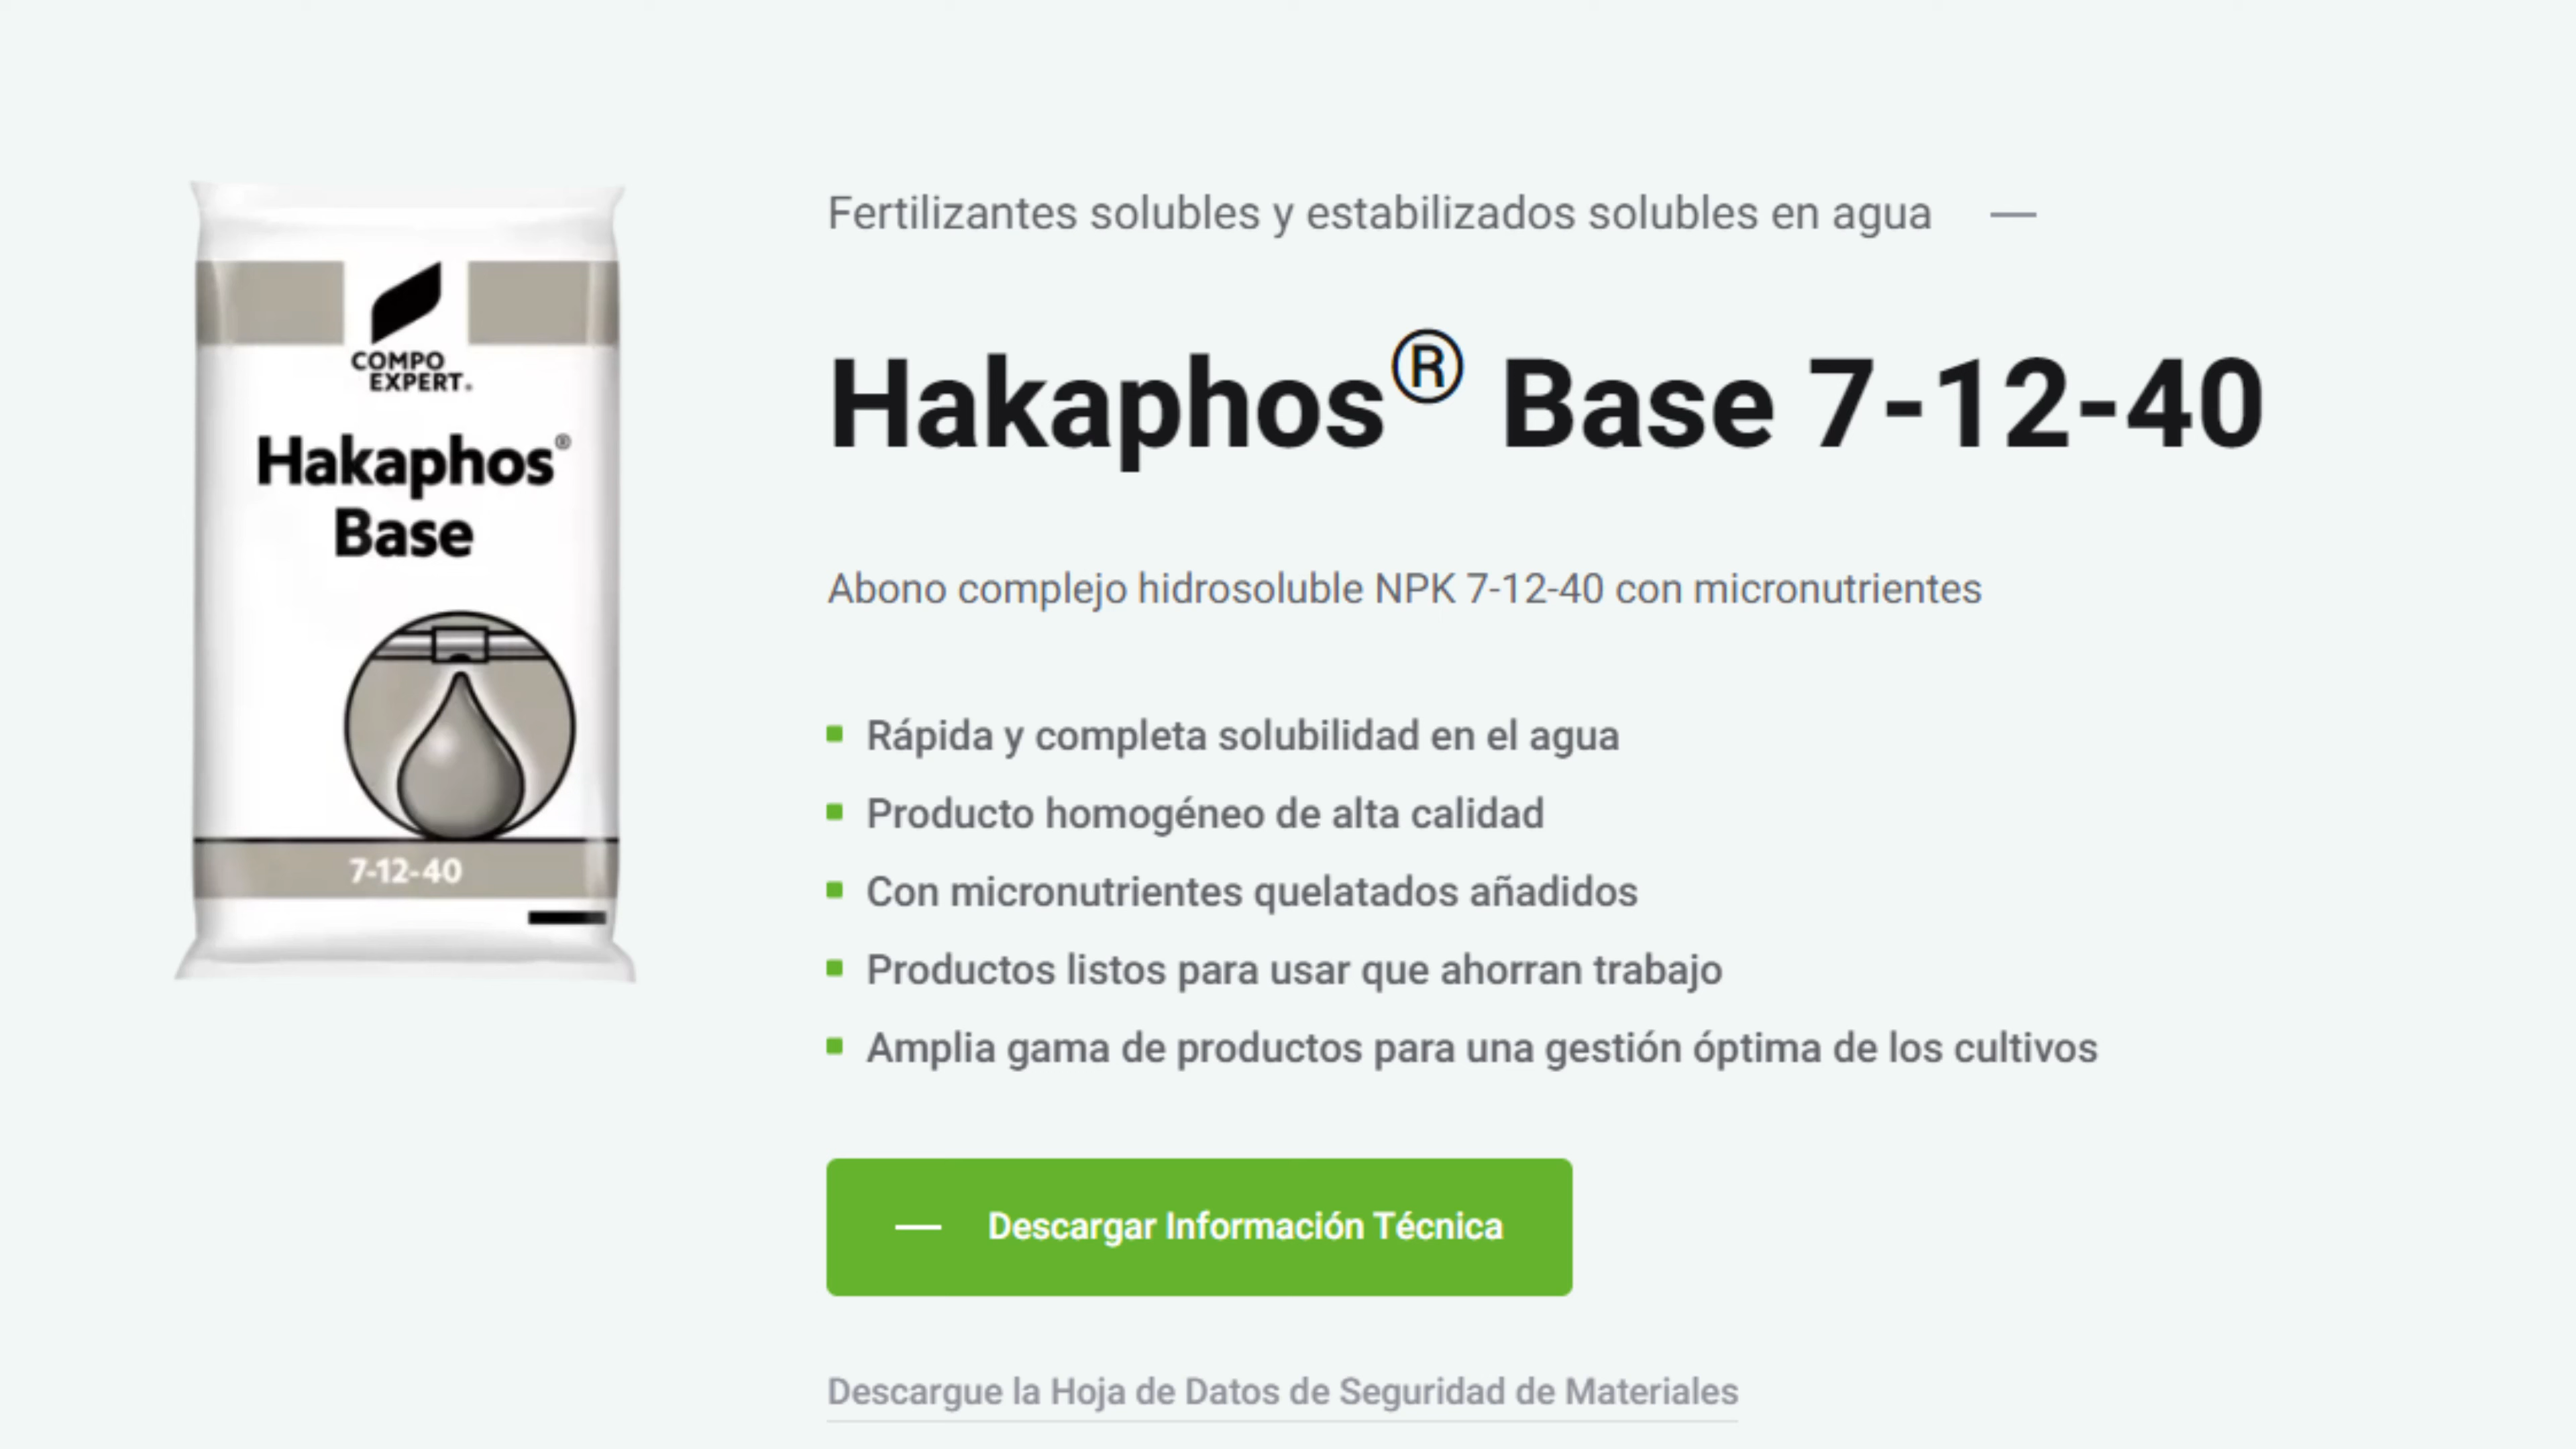 COMPO
EXPERT®
Hakaphos®
Base
7-12-40
Fertilizantes solubles y estabilizados solubles en agua —
Hakaphos® Base 7-12-40
Abono complejo hidrosoluble NPK 7-12-40 con micronutrientes
Rápida y completa solubilidad en el agua
Producto homogéneo de alta calidad
Con micronutrientes quelatados añadidos
Productos listos para usar que ahorran trabajo
Amplia gama de productos para una gestión óptima de los cultivos
— Descargar Información Técnica
Descargue la Hoja de Datos de Seguridad de Materiales